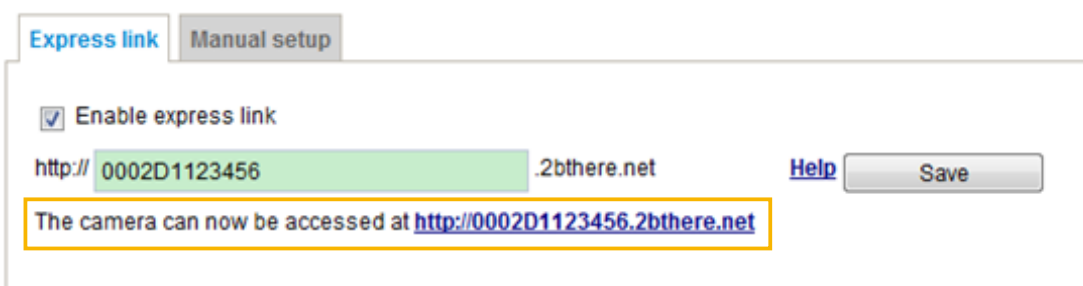 Express link Manual setup
Enable express link
http:// 0002D1123456 .2bthere.net Help Save
The camera can now be accessed at http://0002D1123456.2bthere.net